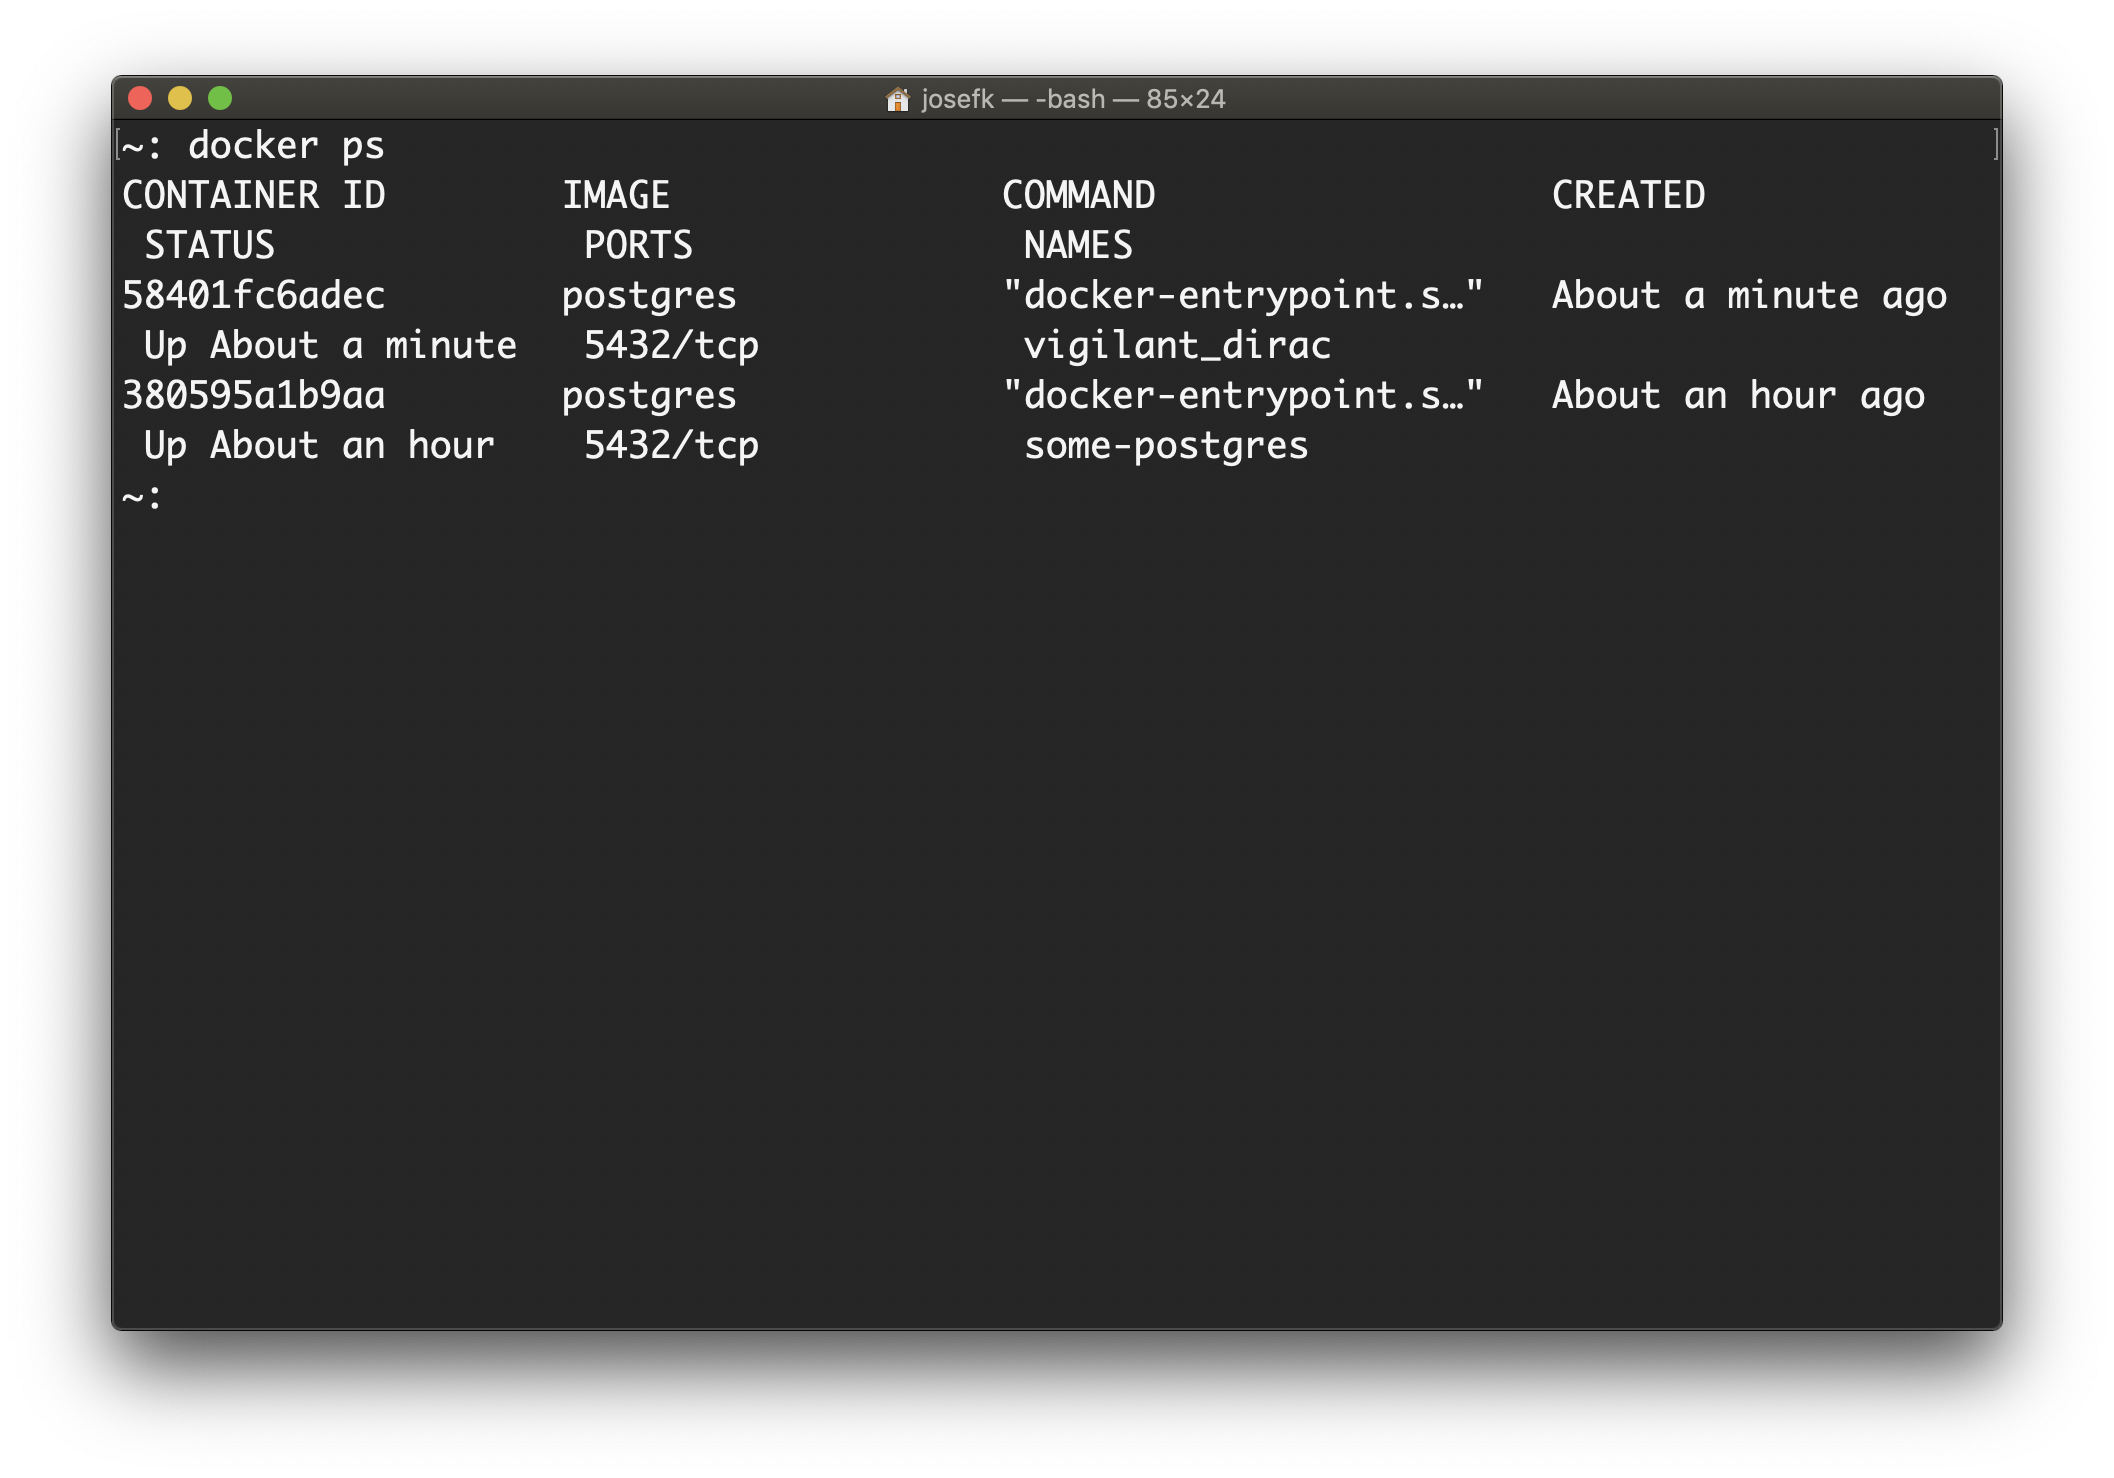 josefk — -bash — 85×24
[~: docker ps ]
CONTAINER ID        IMAGE               COMMAND                  CREATED
 STATUS              PORTS               NAMES
58401fc6adec        postgres            "docker-entrypoint.s…"   About a minute ago
 Up About a minute   5432/tcp            vigilant_dirac
380595a1b9aa        postgres            "docker-entrypoint.s…"   About an hour ago
 Up About an hour    5432/tcp            some-postgres
~: